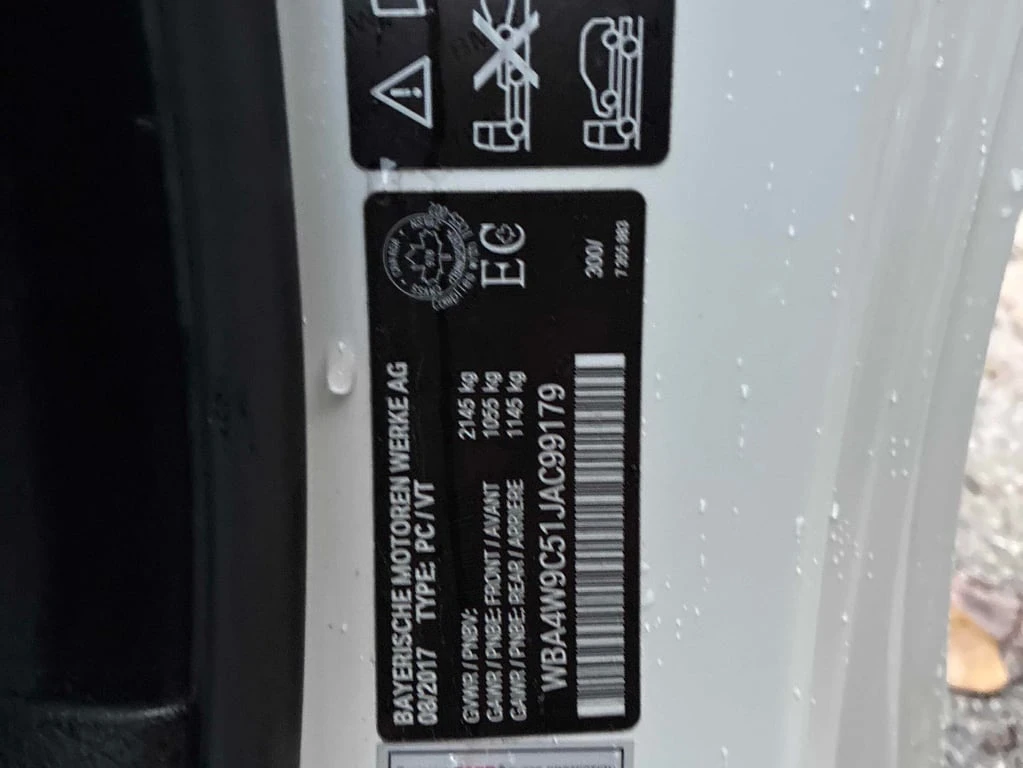 BAYERISCHE MOTOREN WERKE AG
08/2017 TYPE: PC / VT
GVWR / PNBV: 2145 kg
GAWR / PNBE: FRONT / AVANT 1055 kg
GAWR / PNBE: REAR / ARRIERE 1145 kg
WBA4W9C51JAC99179
EC
300/